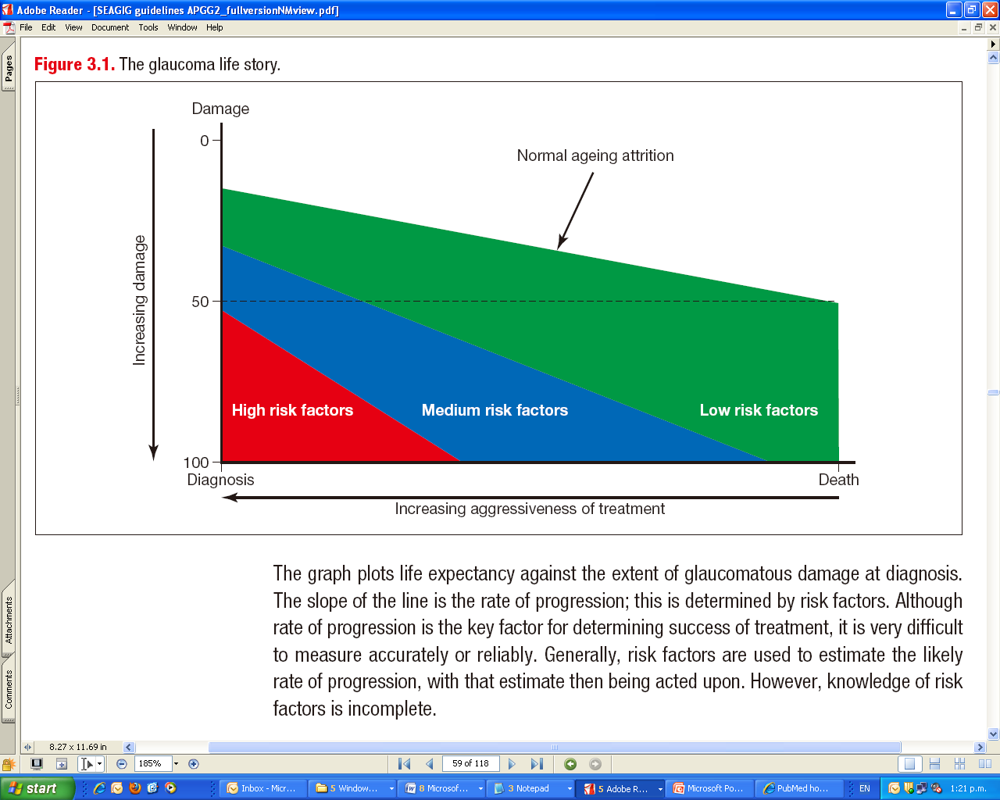 Adobe Reader - [SEAGIG guidelines APGG2_fullversionNMview.pdf]
File Edit View Document Tools Window Help
Pages
Figure 3.1. The glaucoma life story.
Damage
0
Normal ageing attrition
Increasing damage
50
High risk factors Medium risk factors Low risk factors
100
Diagnosis Death
Increasing aggressiveness of treatment
The graph plots life expectancy against the extent of glaucomatous damage at diagnosis.
The slope of the line is the rate of progression; this is determined by risk factors. Although
rate of progression is the key factor for determining success of treatment, it is very difficult
to measure accurately or reliably. Generally, risk factors are used to estimate the likely
rate of progression, with that estimate then being acted upon. However, knowledge of risk
factors is incomplete.
Attachments
Comments
8.27 x 11.69 in
185% 59 of 118
start Inbox - Micr... 5 Window... 8 Microsof... 3 Notepad 5 Adobe R... Microsoft Po... PubMed ho... EN 1:21 p.m.